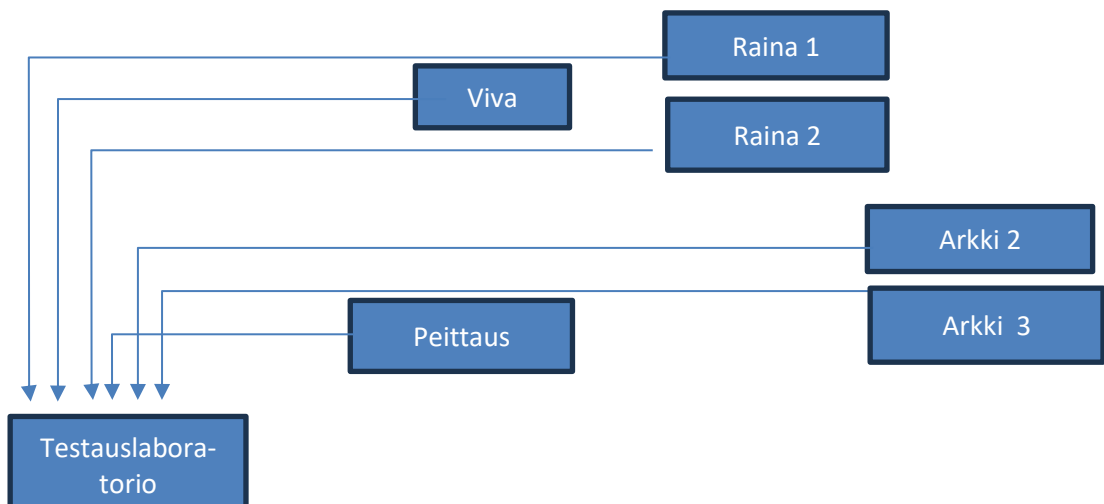 Raina 1
Viva
Raina 2
Arkki 2
Arkki  3
Peittaus
Testauslabora-
torio